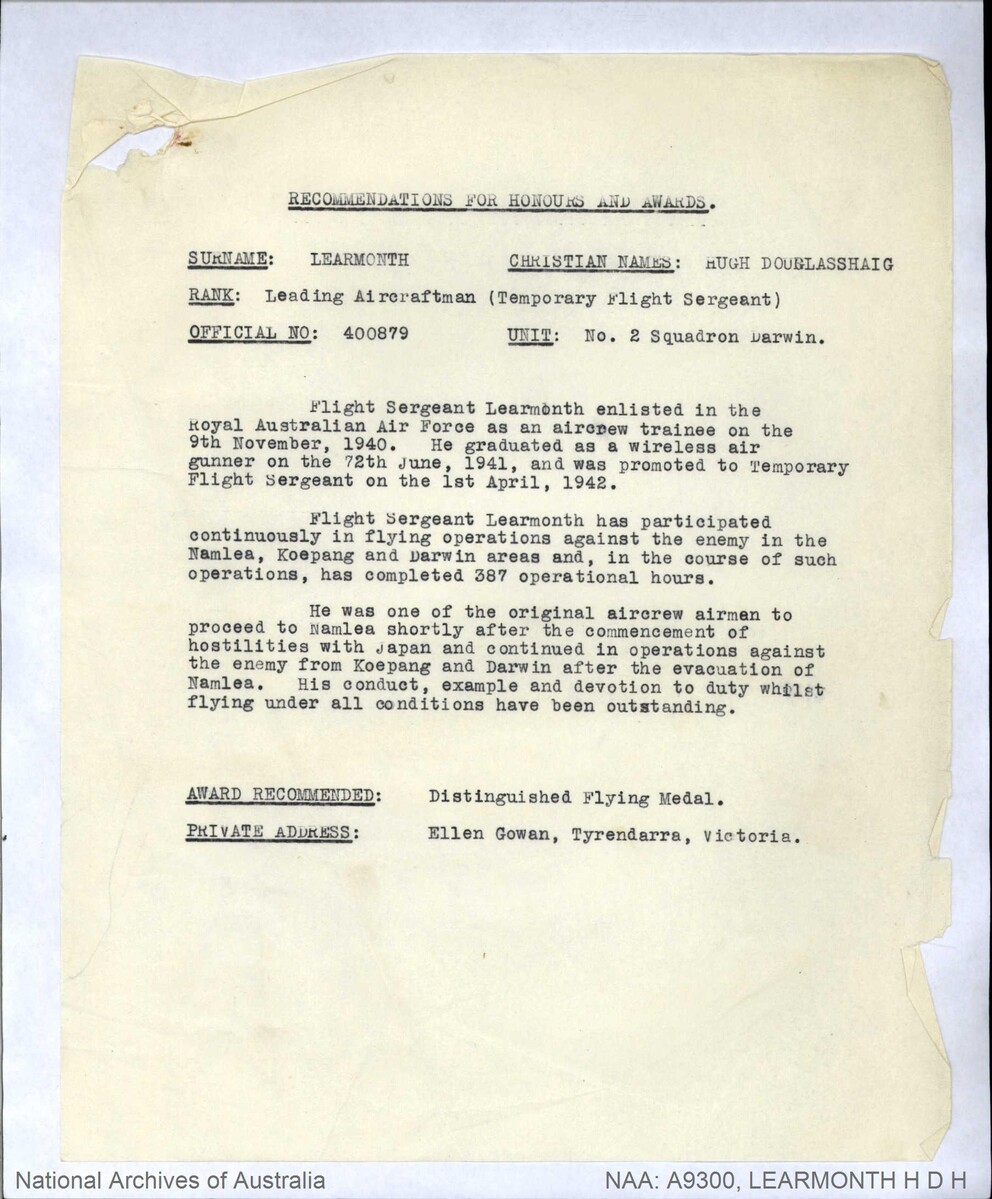 RECOMMENDATIONS FOR HONOURS AND AWARDS.
SURNAME: LEARMONTH CHRISTIAN NAMES: HUGH DOUGLASSHAIG
RANK: Leading Aircraftman (Temporary Flight Sergeant)
OFFICIAL NO: 400879 UNIT: No. 2 Squadron Darwin.
Flight Sergeant Learmonth enlisted in the
Royal Australian Air Force as an aircrew trainee on the
9th November, 1940. He graduated as a wireless air
gunner on the 72th June, 1941, and was promoted to Temporary
Flight Sergeant on the 1st April, 1942.
Flight Sergeant Learmonth has participated
continuously in flying operations against the enemy in the
Namlea, Koepang and Darwin areas and, in the course of such
operations, has completed 387 operational hours.
He was one of the original aircrew airmen to
proceed to Namlea shortly after the commencement of
hostilities with Japan and continued in operations against
the enemy from Koepang and Darwin after the evacuation of
Namlea. His conduct, example and devotion to duty whilst
flying under all conditions have been outstanding.
AWARD RECOMMENDED: Distinguished Flying Medal.
PRIVATE ADDRESS: Ellen Gowan, Tyrendarra, Victoria.
National Archives of Australia NAA: A9300, LEARMONTH H D H